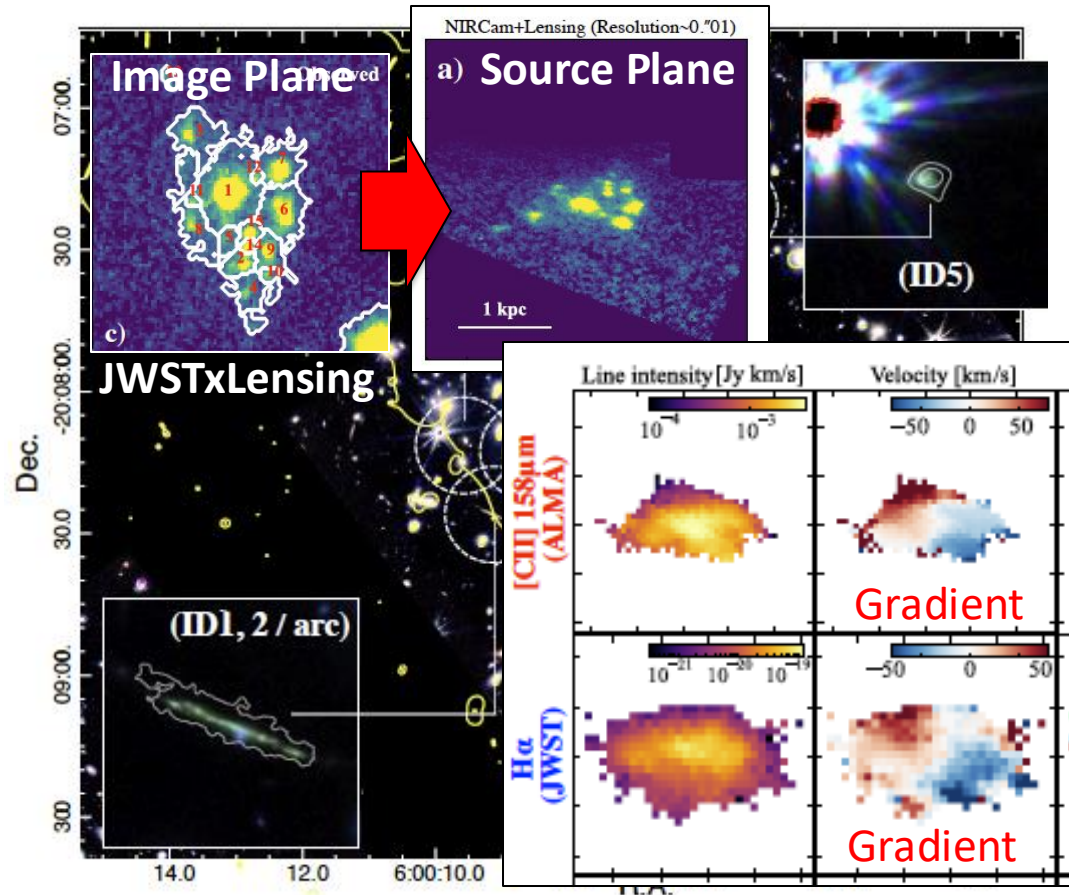 NIRCam+Lensing (Resolution~0."01)
Image Plane
c)
3
12
7
11
1
6
8
5
15
14
9
2
10
4
JWSTxLensing
a) Source Plane
1 kpc
(ID5)
07:00.
30.0
-20:08:00.
30.0
09:00.
Dec.
(ID1, 2 / arc)
14.0
12.0
6:00:10.0
Line intensity [Jy km/s]
Velocity [km/s]
10⁻⁴
10⁻³
−50
0
50
[CII] 158μm
(ALMA)
Gradient
10⁻²¹
10⁻²⁰
10⁻¹⁹
−50
0
50
Hα
(JWST)
Gradient